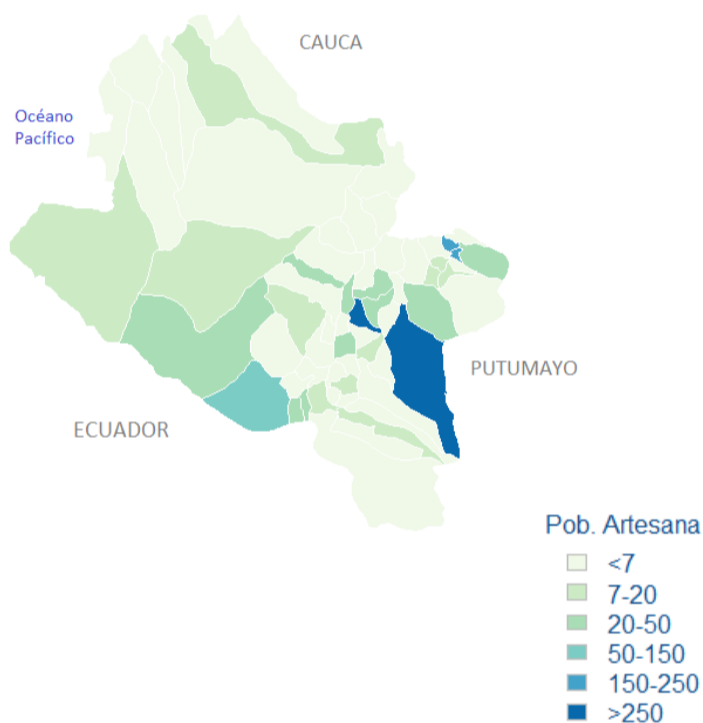 CAUCA
Océano
Pacífico
PUTUMAYO
ECUADOR
Pob. Artesana
<7
7-20
20-50
50-150
150-250
>250